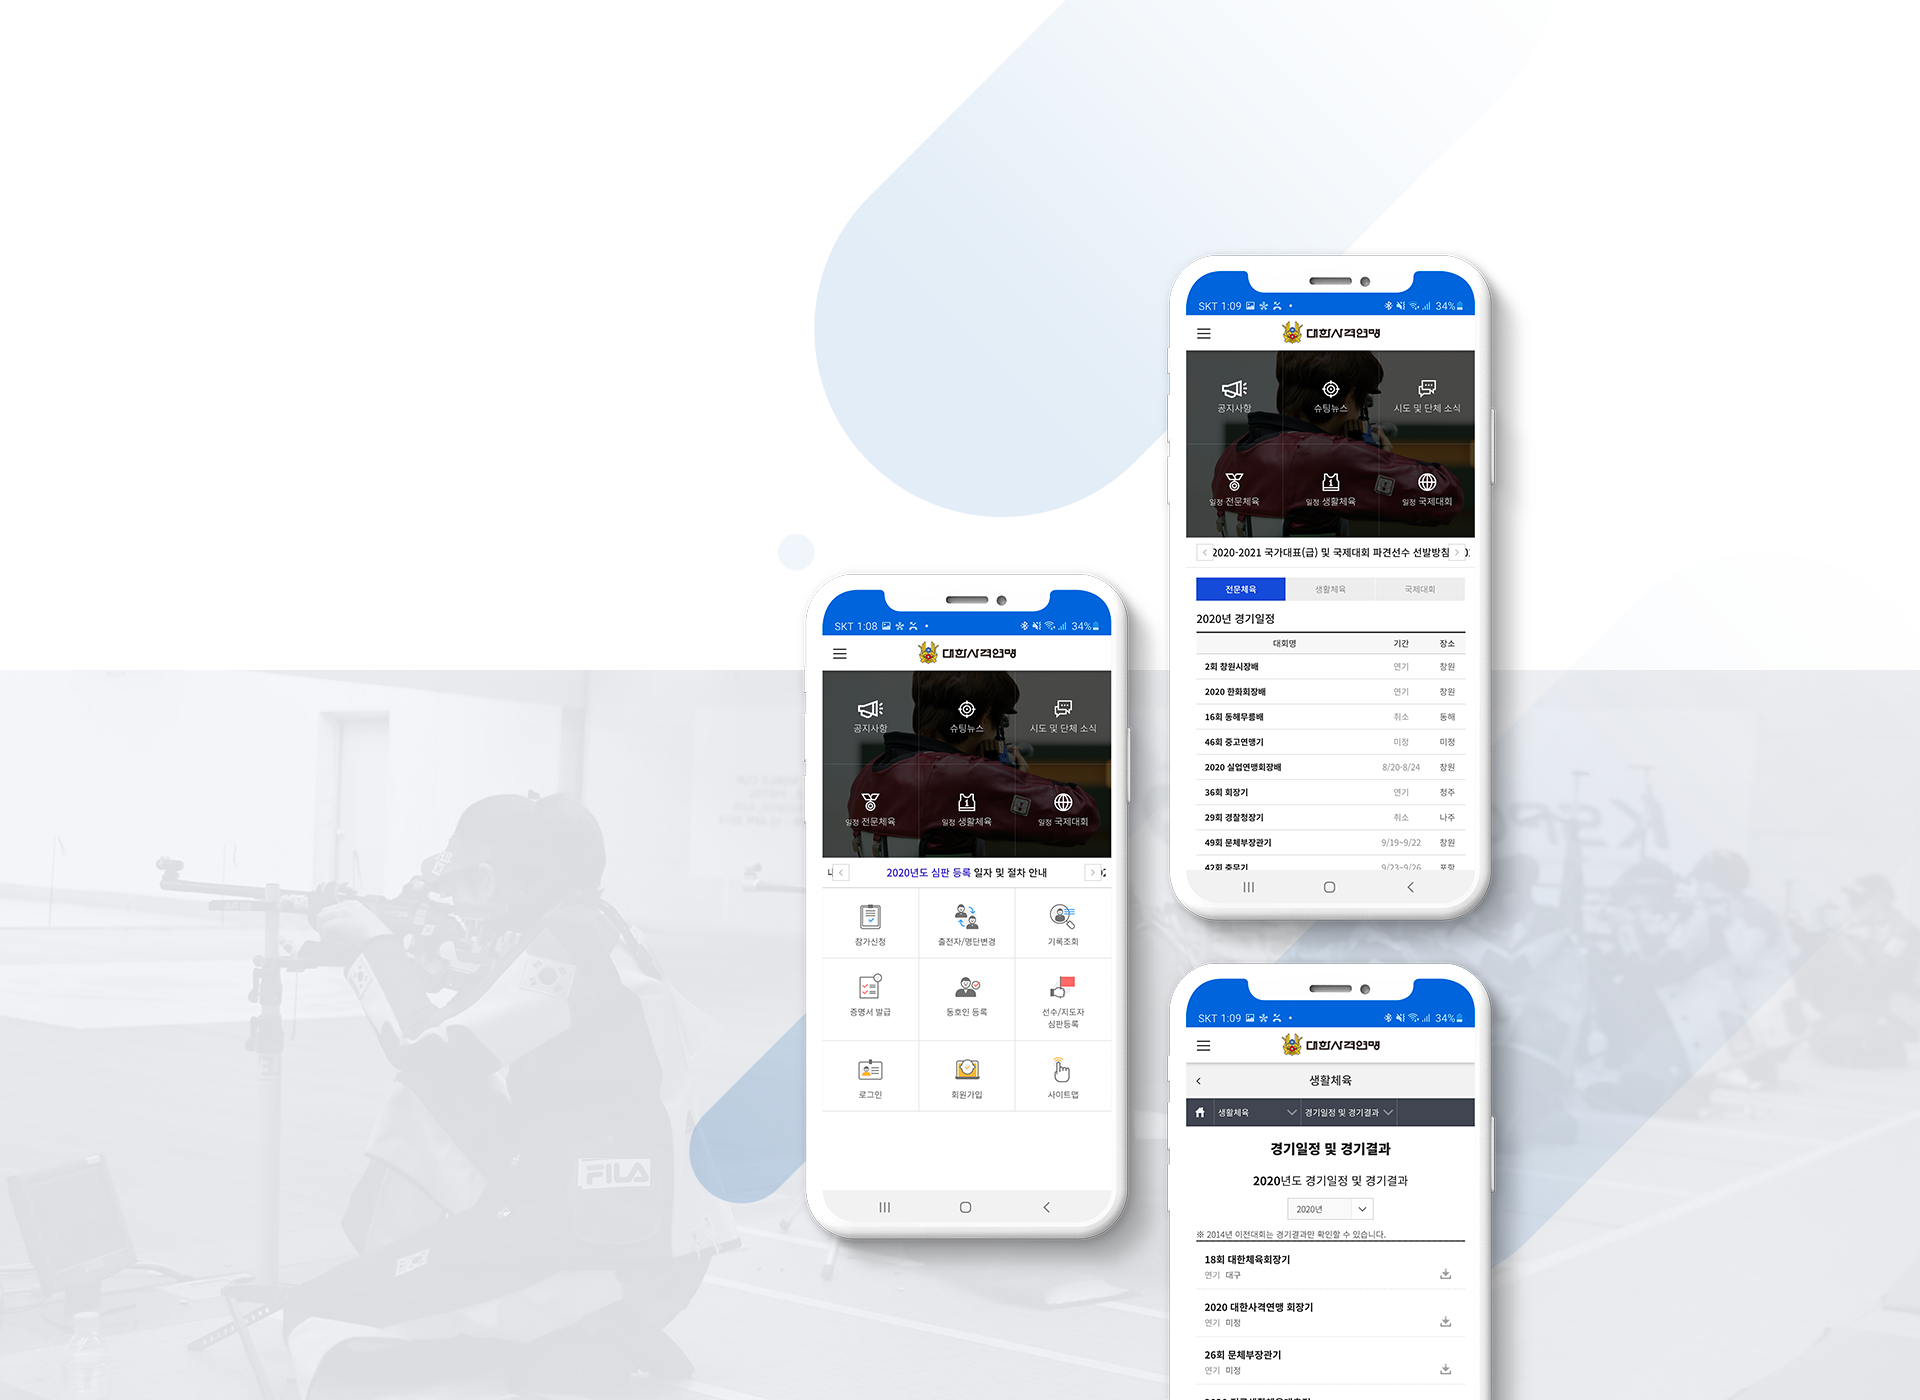 SKT 1:09 34%
대한사격연맹
공지사항 슈팅뉴스 시도 및 단체 소식
일정 전문체육 일정 생활체육 일정 국제대회
2020-2021 국가대표(급) 및 국제대회 파견선수 선발방침
전문체육 생활체육 국제대회
2020년 경기일정
대회명 기간 장소
2회 창원시장배 연기 창원
2020 한화회장배 연기 창원
16회 동해무릉배 취소 동해
46회 중고연맹기 미정 미정
2020 실업연맹회장배 8/20-8/24 창원
36회 회장기 연기 청주
29회 경찰청장기 취소 나주
49회 문체부장관기 9/19~9/22 창원
42회 충무기 9/23~9/26 포항
SKT 1:08 34%
대한사격연맹
공지사항 슈팅뉴스 시도 및 단체 소식
일정 전문체육 일정 생활체육 일정 국제대회
2020년도 심판 등록 일자 및 절차 안내
참가신청 출전자/명단변경 기록조회
증명서 발급 동호인 등록 선수/지도자
심판등록
로그인 회원가입 사이트맵
FILA
SKT 1:09 34%
대한사격연맹
생활체육
생활체육 경기일정 및 경기결과
경기일정 및 경기결과
2020년도 경기일정 및 경기결과
2020년
※ 2014년 이전대회는 경기결과만 확인할 수 있습니다.
18회 대한체육회장기
연기 대구
2020 대한사격연맹 회장기
연기 미정
26회 문체부장관기
연기 미정